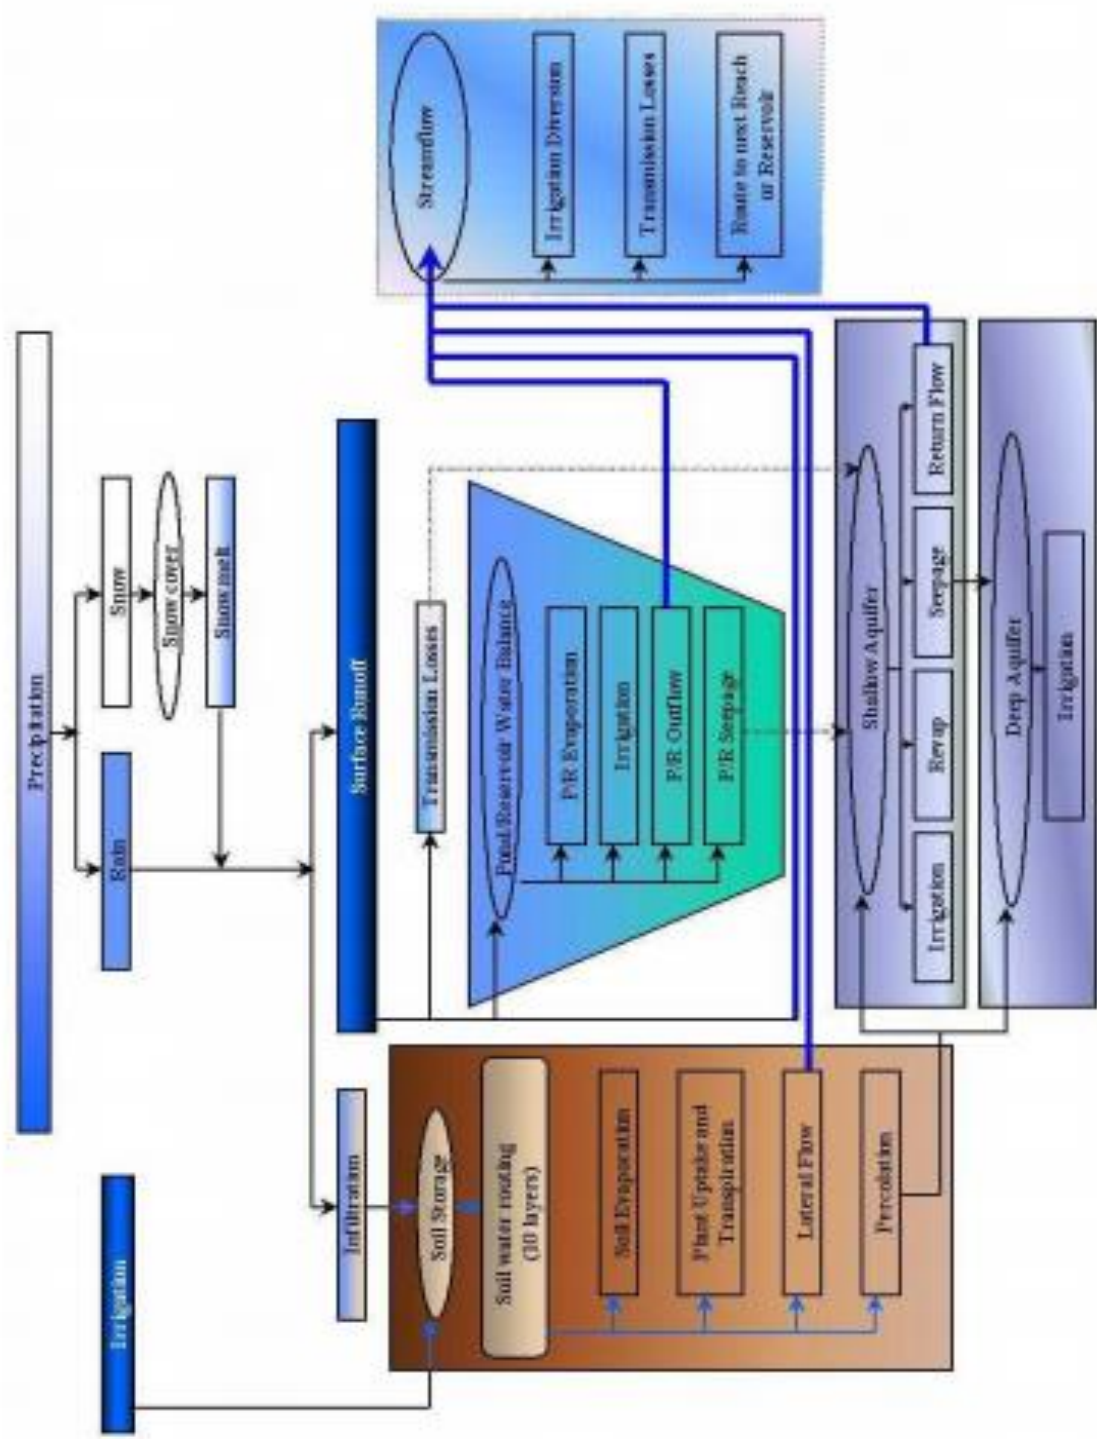 Precipitation
Irrigation
Rain
Snow
Snow cover
Snow melt
Infiltration
Surface Runoff
Soil Storage
Soil water routing
(10 layers)
Soil Evaporation
Plant Uptake and
Transpiration
Lateral Flow
Percolation
Transmission Losses
Pond/Reservoir Water Balance
P/R Evaporation
Irrigation
P/R Outflow
P/R Seepage
Streamflow
Irrigation Diversion
Transmission Losses
Route to next Reach
or Reservoir
Shallow Aquifer
Irrigation
Revap
Seepage
Return Flow
Deep Aquifer
Irrigation